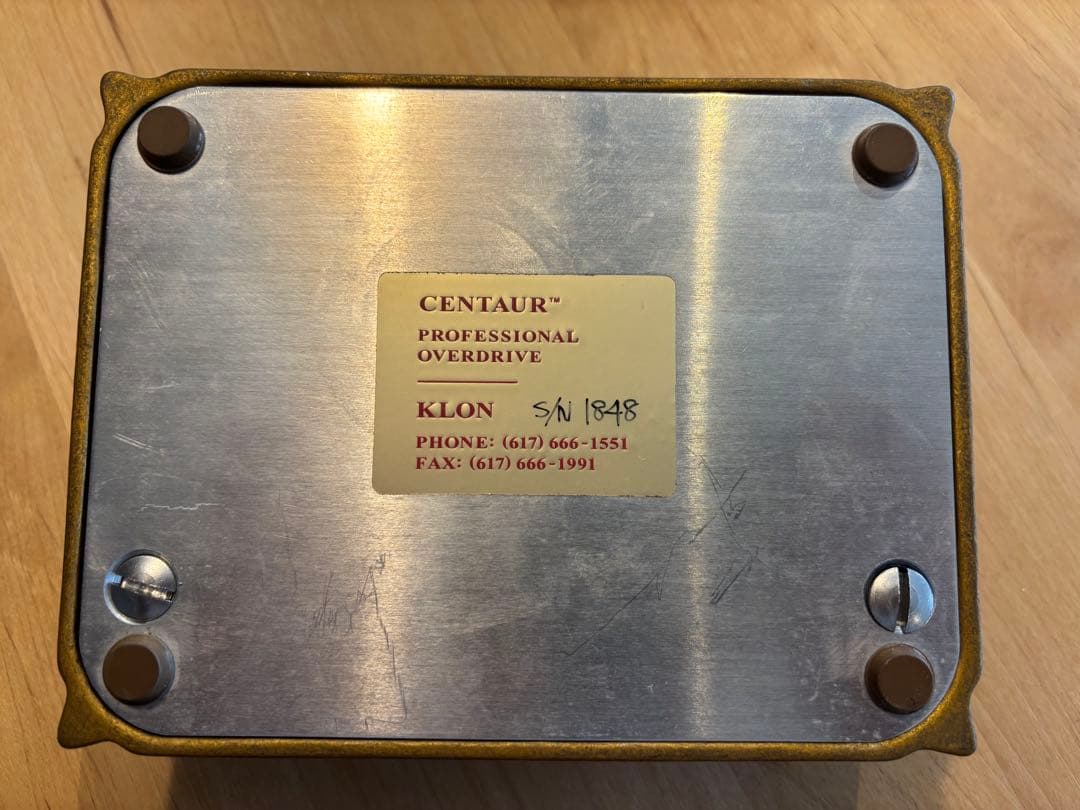 CENTAUR™
PROFESSIONAL
OVERDRIVE
KLON S/N 1848
PHONE: (617) 666-1551
FAX: (617) 666-1991